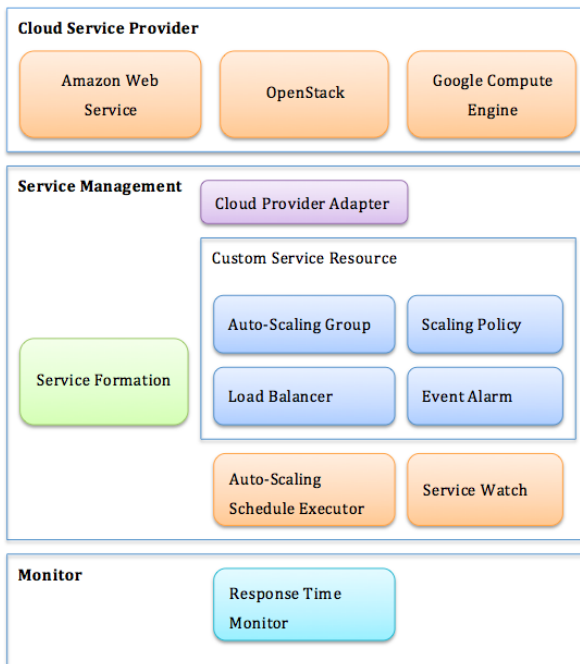 Cloud Service Provider
Amazon Web
Service
OpenStack
Google Compute
Engine
Service Management
Cloud Provider Adapter
Custom Service Resource
Auto-Scaling Group
Scaling Policy
Service Formation
Load Balancer
Event Alarm
Auto-Scaling
Schedule Executor
Service Watch
Monitor
Response Time
Monitor